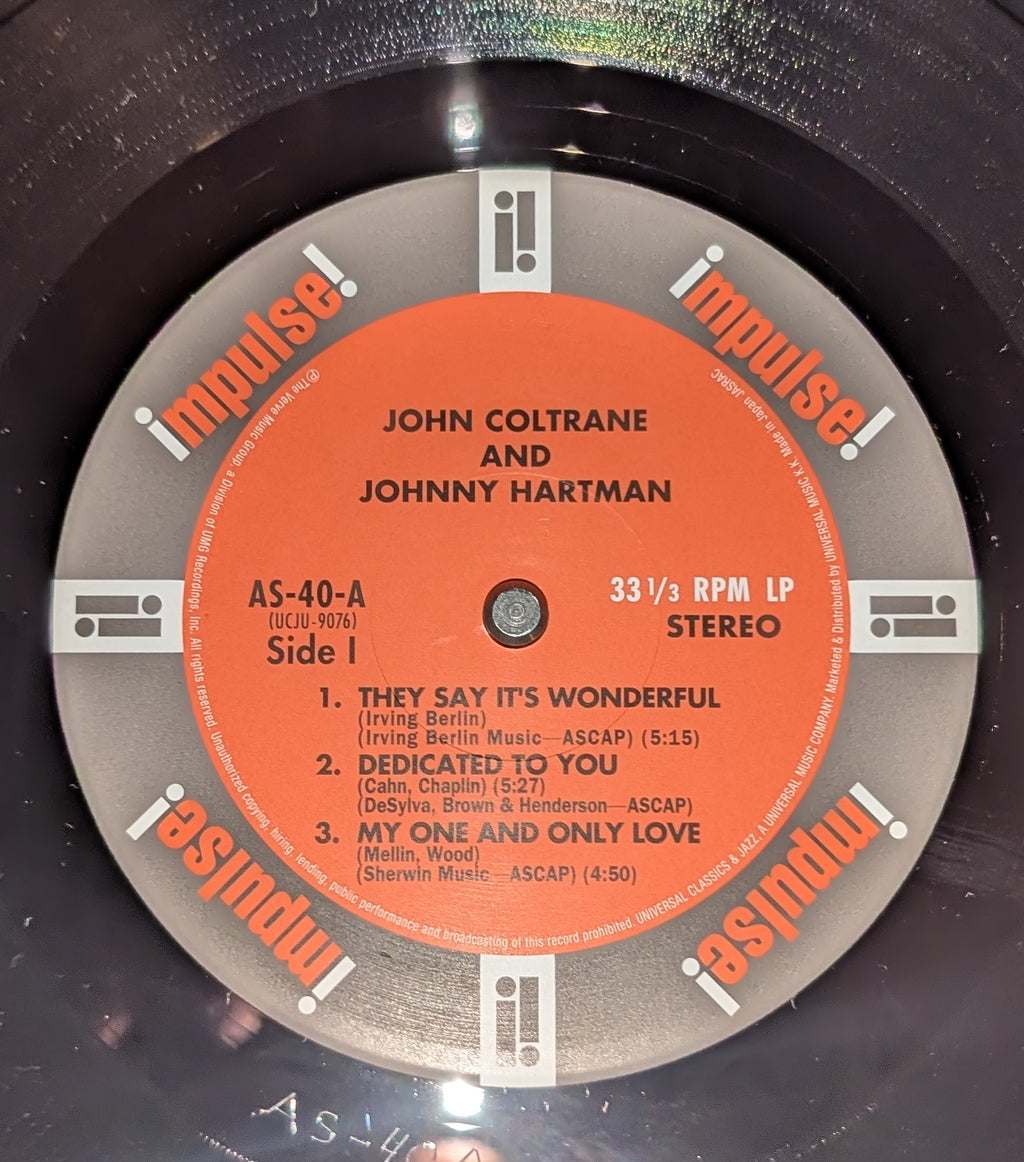 impulse!
impulse!
JOHN COLTRANE
AND
JOHNNY HARTMAN
AS-40-A
(UCJU-9076)
Side I
33 1/3 RPM LP
STEREO
1. THEY SAY IT'S WONDERFUL
(Irving Berlin)
(Irving Berlin Music—ASCAP) (5:15)
2. DEDICATED TO YOU
(Cahn, Chaplin) (5:27)
(DeSylva, Brown & Henderson—ASCAP)
3. MY ONE AND ONLY LOVE
(Mellin, Wood)
(Sherwin Music—ASCAP) (4:50)
impulse!
impulse!
℗The Verve Music Group, a Division of UMG Recordings, Inc. All rights reserved. Unauthorized copying, hiring, lending, public performance and broadcasting of this record prohibited. UNIVERSAL CLASSICS & JAZZ, A UNIVERSAL MUSIC COMPANY. Marketed & Distributed by UNIVERSAL MUSIC K.K. Made in Japan JASRAC
AS-4